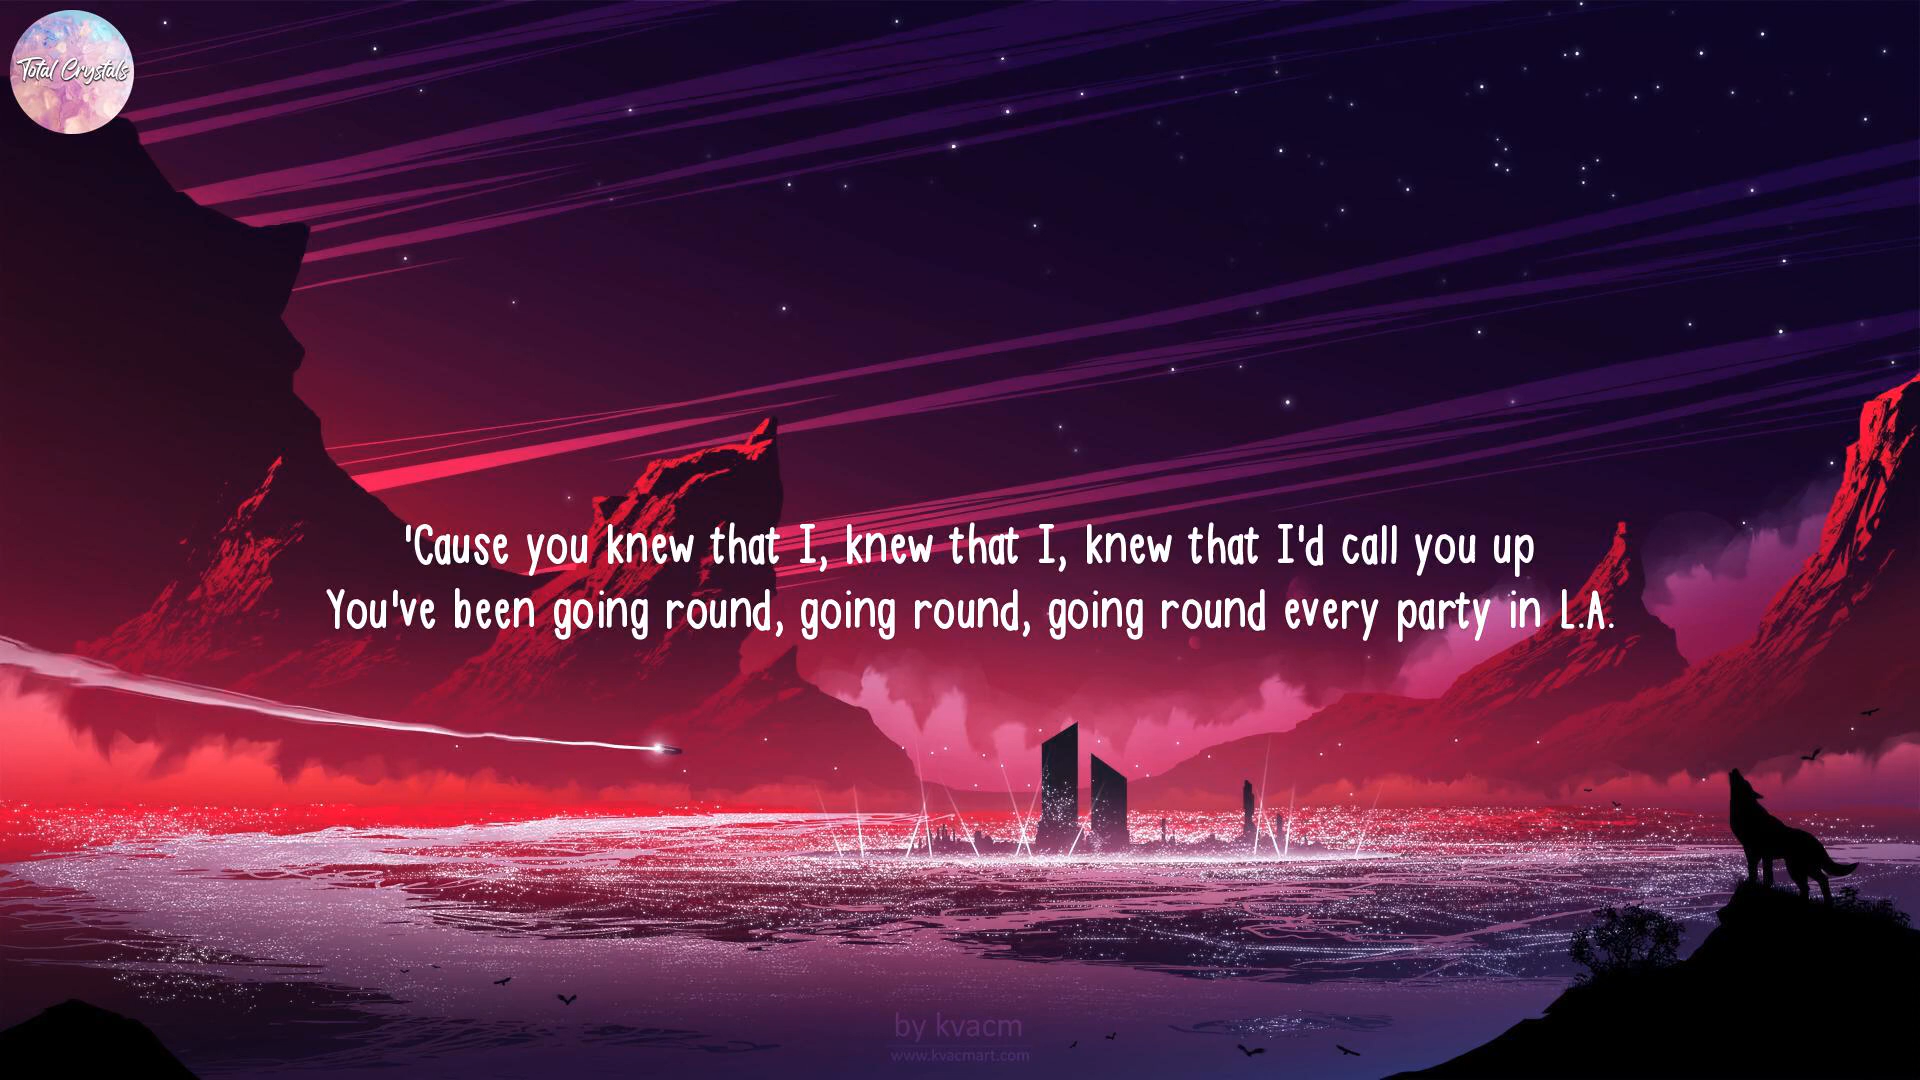 Total Crystals
'Cause you knew that I, knew that I, knew that I'd call you up
You've been going round, going round, going round every party in L.A.
by kvacm
www.kvacmart.com